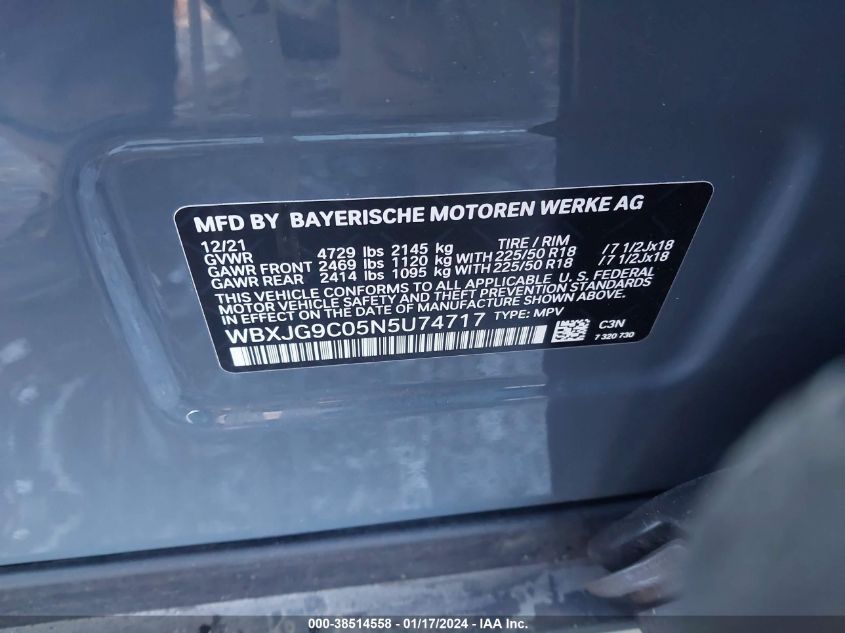 MFD BY BAYERISCHE MOTOREN WERKE AG
12/21 TIRE / RIM
GVWR 4729 lbs 2145 kg
GAWR FRONT 2469 lbs 1120 kg WITH 225/50 R18 /7 1/2Jx18
GAWR REAR 2414 lbs 1095 kg WITH 225/50 R18 /7 1/2Jx18
THIS VEHICLE CONFORMS TO ALL APPLICABLE U. S. FEDERAL
MOTOR VEHICLE SAFETY AND THEFT PREVENTION STANDARDS
IN EFFECT ON THE DATE OF MANUFACTURE SHOWN ABOVE.
WBXJG9C05N5U74717 TYPE: MPV
C3N
7 320 730
000-38514558 - 01/17/2024 - IAA Inc.